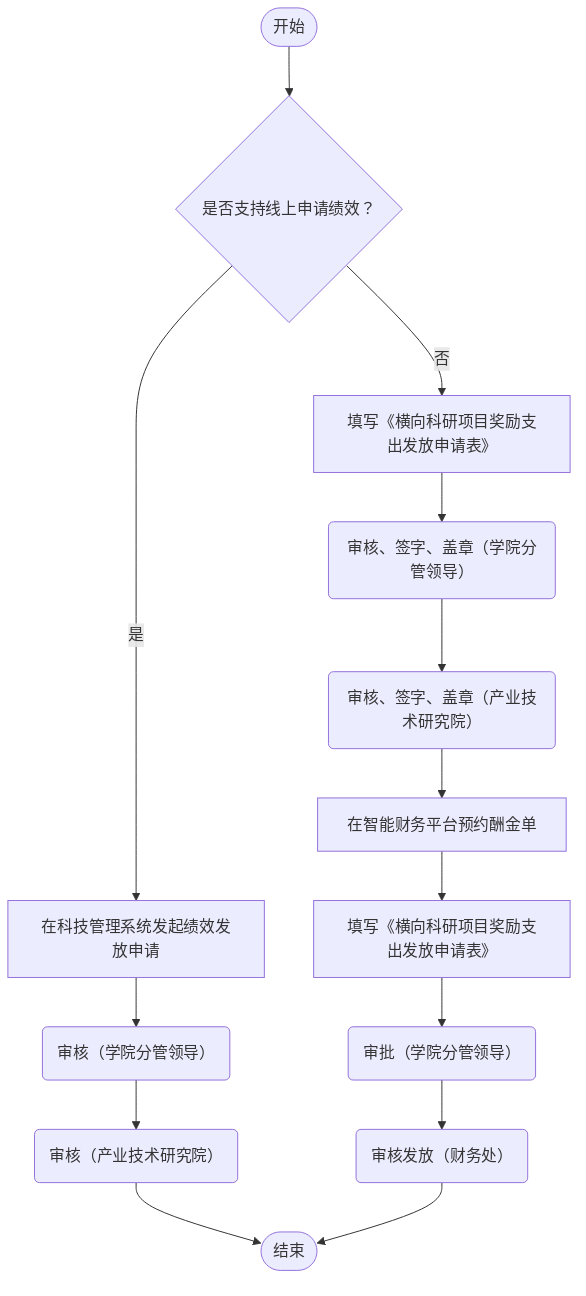 开始
是否支持线上申请绩效？
否
填写《横向科研项目奖励支
出发放申请表》
审核、签字、盖章（学院分
管领导）
是
审核、签字、盖章（产业技
术研究院）
在智能财务平台预约酬金单
在科技管理系统发起绩效发
放申请
填写《横向科研项目奖励支
出发放申请表》
审核（学院分管领导）
审批（学院分管领导）
审核（产业技术研究院）
审核发放（财务处）
结束